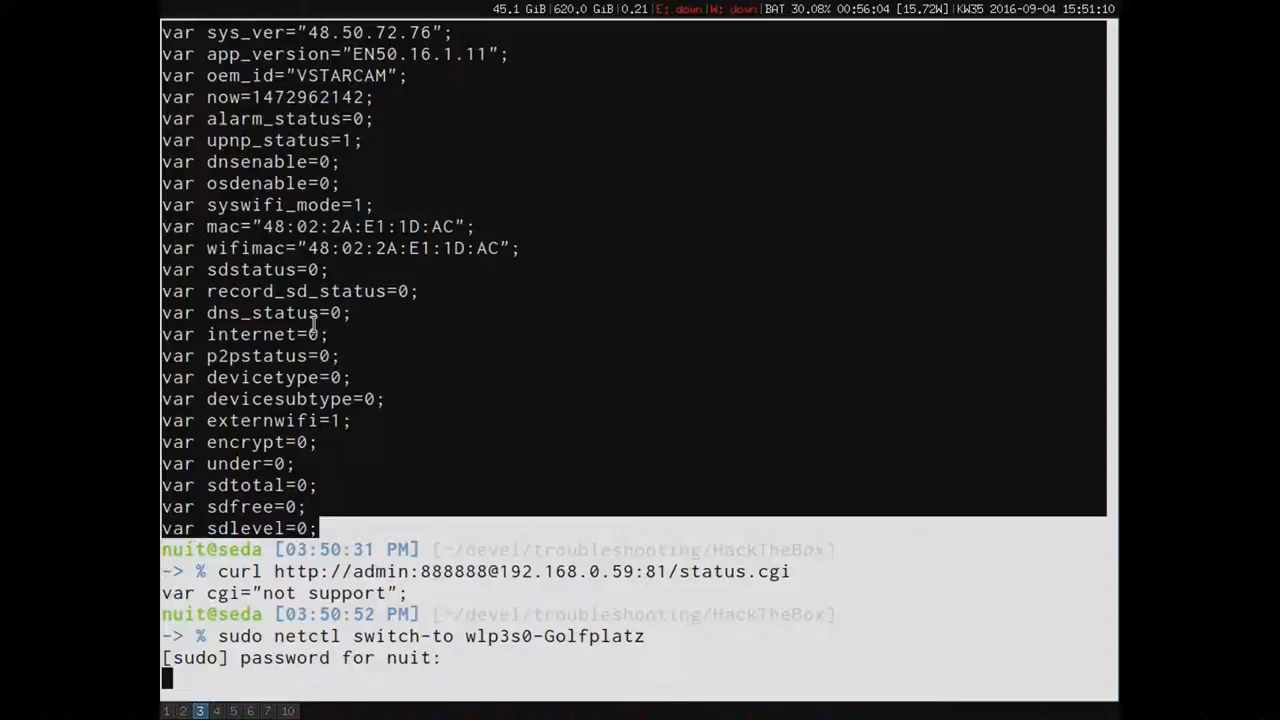 45.1 GiB|620.0 GiB|0.21|E: down|W: down|BAT 30.08% 00:56:04 [15.72W]|KW35 2016-09-04 15:51:10
var sys_ver="48.50.72.76";
var app_version="EN50.16.1.11";
var oem_id="VSTARCAM";
var now=1472962142;
var alarm_status=0;
var upnp_status=1;
var dnsenable=0;
var osdenable=0;
var syswifi_mode=1;
var mac="48:02:2A:E1:1D:AC";
var wifimac="48:02:2A:E1:1D:AC";
var sdstatus=0;
var record_sd_status=0;
var dns_status=0;
var internet=0;
var p2pstatus=0;
var devicetype=0;
var devicesubtype=0;
var externwifi=1;
var encrypt=0;
var under=0;
var sdtotal=0;
var sdfree=0;
var sdlevel=0;
nuit@seda [03:50:31 PM] [~/devel/troubleshooting/HackTheBox]
-> % curl http://admin:888888@192.168.0.59:81/status.cgi
var cgi="not support";
nuit@seda [03:50:52 PM] [~/devel/troubleshooting/HackTheBox]
-> % sudo netctl switch-to wlp3s0-Golfplatz
[sudo] password for nuit:
1 2 3 4 5 6 7 10